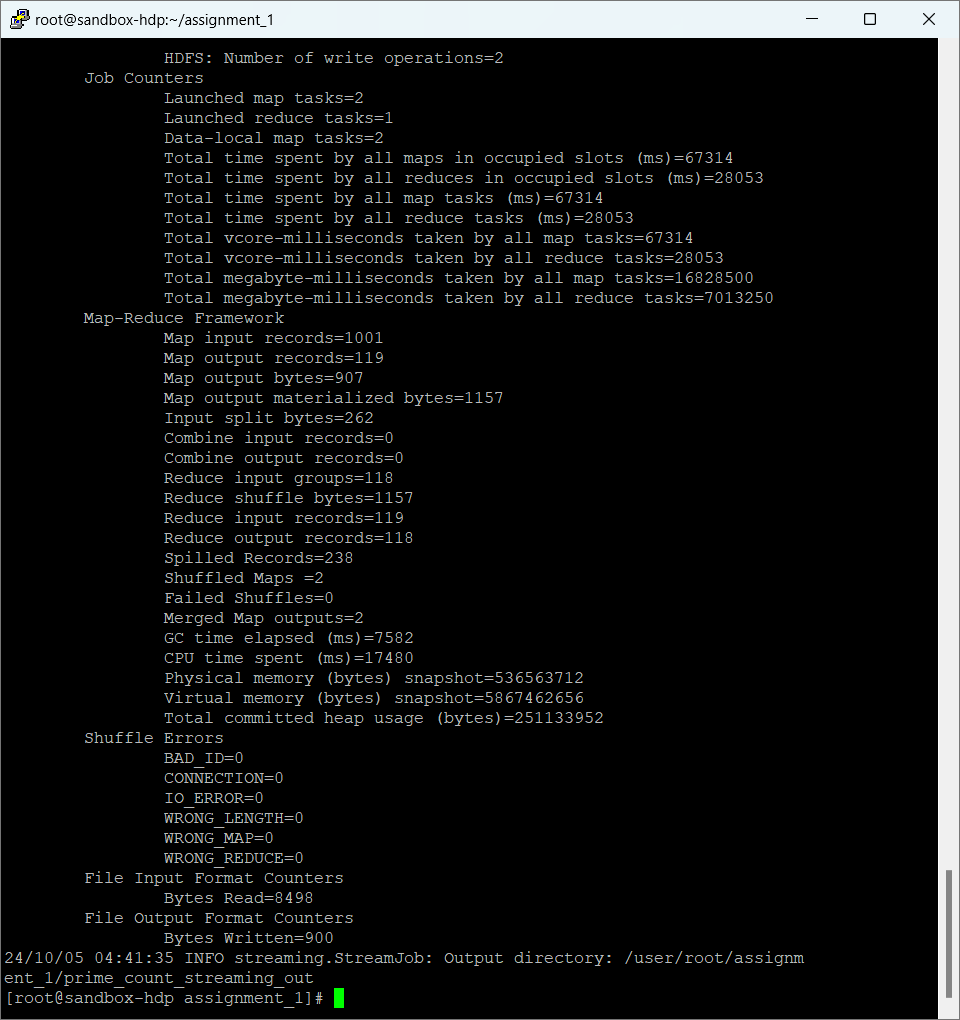 root@sandbox-hdp:~/assignment_1
HDFS: Number of write operations=2
Job Counters
Launched map tasks=2
Launched reduce tasks=1
Data-local map tasks=2
Total time spent by all maps in occupied slots (ms)=67314
Total time spent by all reduces in occupied slots (ms)=28053
Total time spent by all map tasks (ms)=67314
Total time spent by all reduce tasks (ms)=28053
Total vcore-milliseconds taken by all map tasks=67314
Total vcore-milliseconds taken by all reduce tasks=28053
Total megabyte-milliseconds taken by all map tasks=16828500
Total megabyte-milliseconds taken by all reduce tasks=7013250
Map-Reduce Framework
Map input records=1001
Map output records=119
Map output bytes=907
Map output materialized bytes=1157
Input split bytes=262
Combine input records=0
Combine output records=0
Reduce input groups=118
Reduce shuffle bytes=1157
Reduce input records=119
Reduce output records=118
Spilled Records=238
Shuffled Maps =2
Failed Shuffles=0
Merged Map outputs=2
GC time elapsed (ms)=7582
CPU time spent (ms)=17480
Physical memory (bytes) snapshot=536563712
Virtual memory (bytes) snapshot=5867462656
Total committed heap usage (bytes)=251133952
Shuffle Errors
BAD_ID=0
CONNECTION=0
IO_ERROR=0
WRONG_LENGTH=0
WRONG_MAP=0
WRONG_REDUCE=0
File Input Format Counters
Bytes Read=8498
File Output Format Counters
Bytes Written=900
24/10/05 04:41:35 INFO streaming.StreamJob: Output directory: /user/root/assignm
ent_1/prime_count_streaming_out
[root@sandbox-hdp assignment_1]#